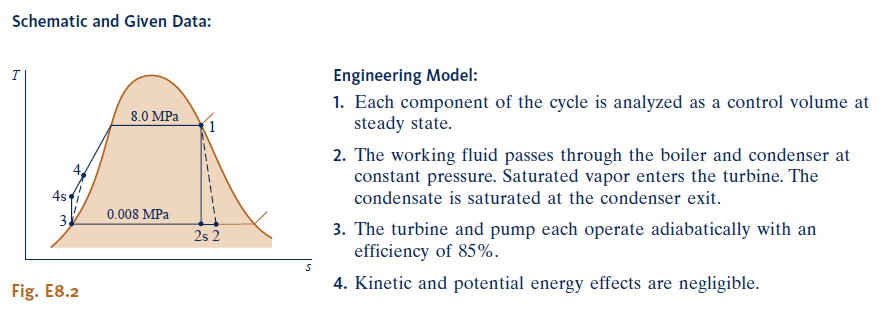 Schematic and Given Data:
T
8.0 MPa
1
4
4s
0.008 MPa
3
2s 2
s
Fig. E8.2
Engineering Model:
1. Each component of the cycle is analyzed as a control volume at
steady state.
2. The working fluid passes through the boiler and condenser at
constant pressure. Saturated vapor enters the turbine. The
condensate is saturated at the condenser exit.
3. The turbine and pump each operate adiabatically with an
efficiency of 85%.
4. Kinetic and potential energy effects are negligible.